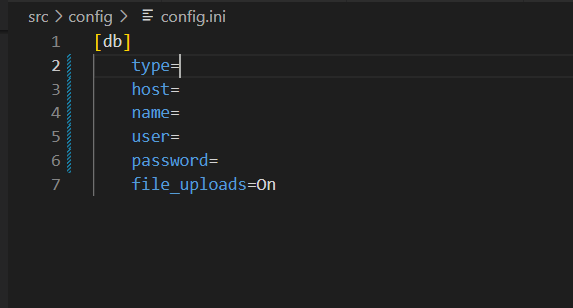 src > config > config.ini
1 [db]
2 type=
3 host=
4 name=
5 user=
6 password=
7 file_uploads=On